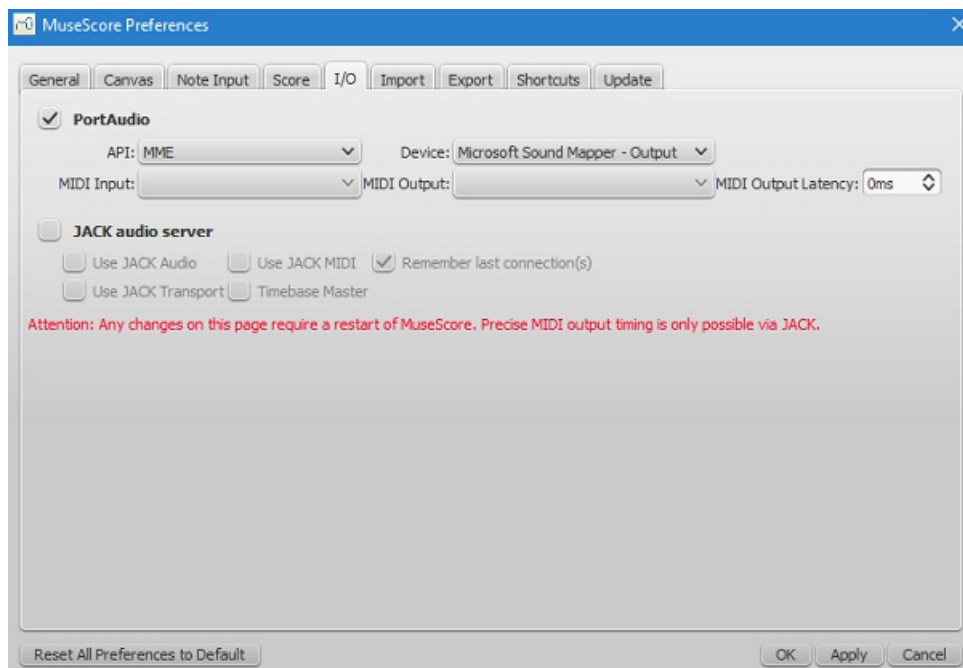 MuseScore Preferences
General Canvas Note Input Score I/O Import Export Shortcuts Update
PortAudio
API: MME Device: Microsoft Sound Mapper - Output
MIDI Input: MIDI Output: MIDI Output Latency: 0ms
JACK audio server
Use JACK Audio Use JACK MIDI Remember last connection(s)
Use JACK Transport Timebase Master
Attention: Any changes on this page require a restart of MuseScore. Precise MIDI output timing is only possible via JACK.
Reset All Preferences to Default OK Apply Cancel